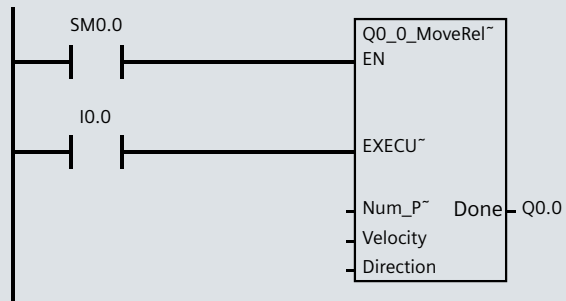 SM0.0
Q0_0_MoveRel~
EN
I0.0
EXECU~
Num_P~ Done Q0.0
Velocity
Direction